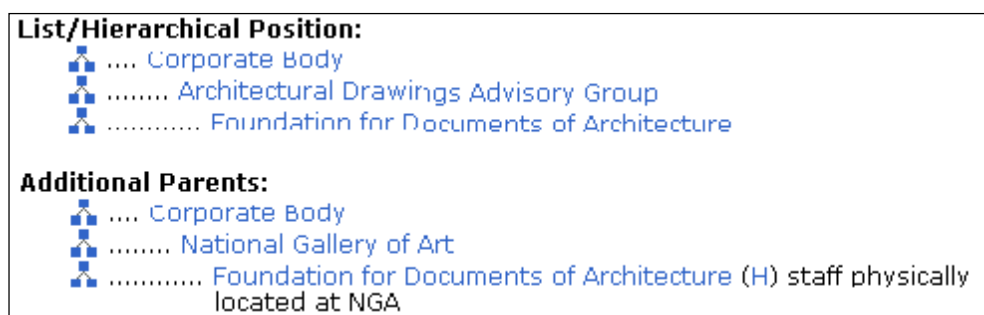 List/Hierarchical Position:
.... Corporate Body
........ Architectural Drawings Advisory Group
............ Foundation for Documents of Architecture
Additional Parents:
.... Corporate Body
........ National Gallery of Art
............ Foundation for Documents of Architecture (H) staff physically
located at NGA